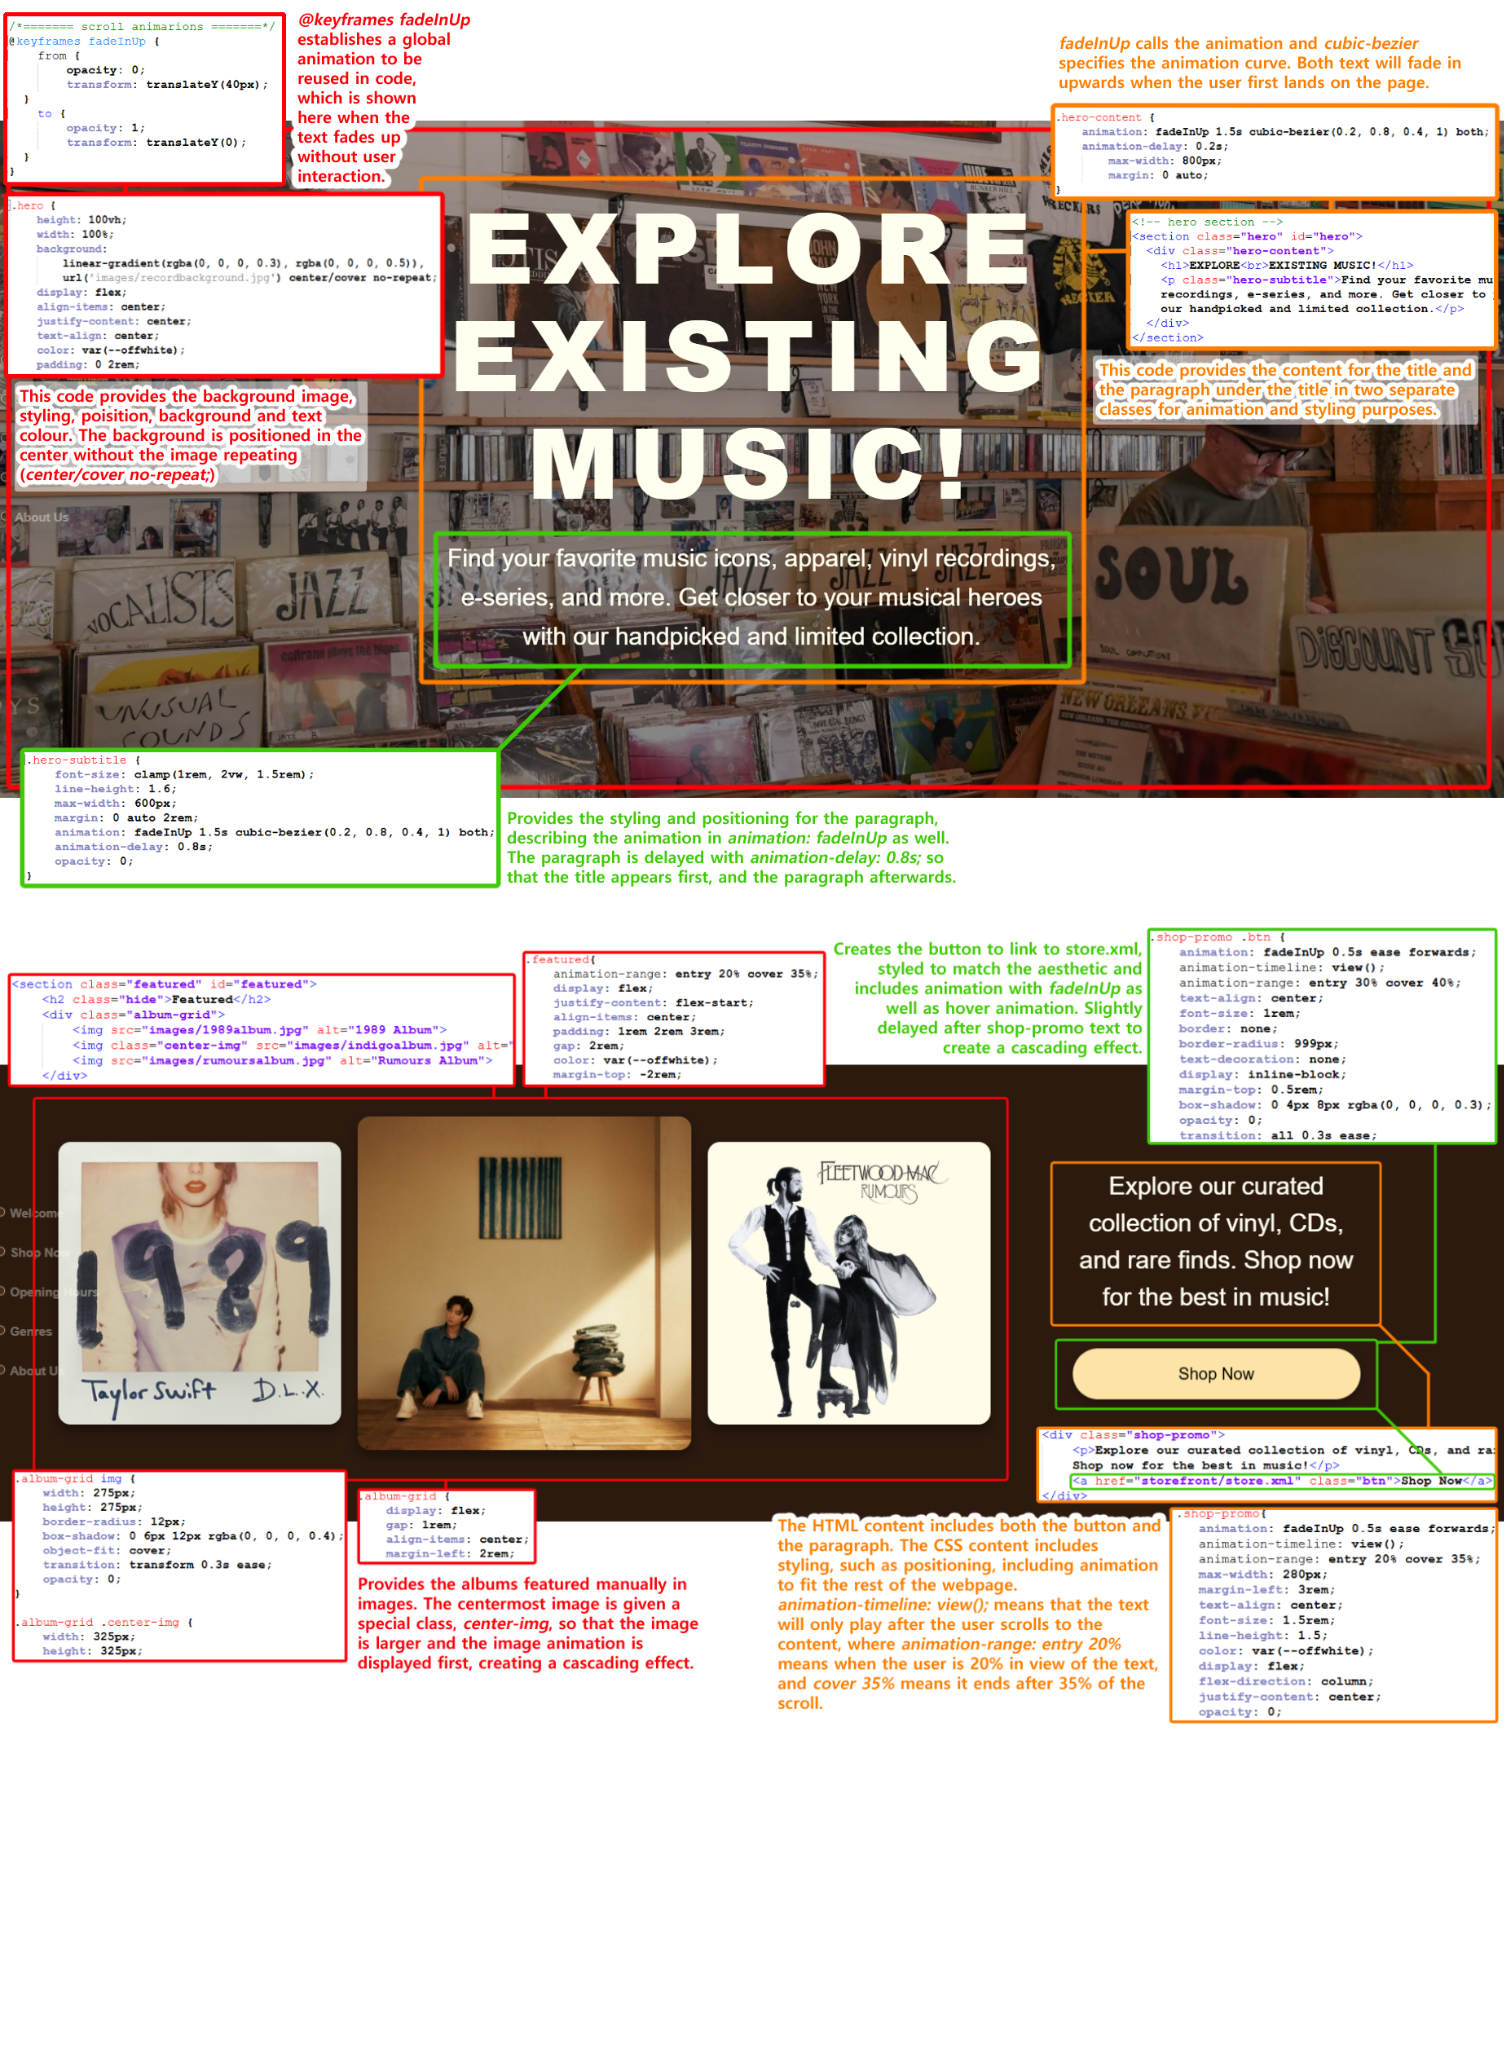 /*======= scroll animarions =======*/
@keyframes fadeInUp {
from {
opacity: 0;
transform: translateY(40px);
}
to {
opacity: 1;
transform: translateY(0);
}
}
@keyframes fadeInUp
establishes a global
animation to be
reused in code,
which is shown
here when the
text fades up
without user
interaction.
fadeInUp calls the animation and cubic-bezier
specifies the animation curve. Both text will fade in
upwards when the user first lands on the page.
.hero-content {
animation: fadeInUp 1.5s cubic-bezier(0.2, 0.8, 0.4, 1) both;
animation-delay: 0.2s;
max-width: 800px;
margin: 0 auto;
}
.hero {
height: 100vh;
width: 100%;
background:
linear-gradient(rgba(0, 0, 0, 0.3), rgba(0, 0, 0, 0.5)),
url('images/recordbackground.jpg') center/cover no-repeat;
display: flex;
align-items: center;
justify-content: center;
text-align: center;
color: var(--offwhite);
padding: 0 2rem;
This code provides the background image,
styling, poisition, background and text
colour. The background is positioned in the
center without the image repeating
(center/cover no-repeat;)
EXPLORE
EXISTING
MUSIC!
<!-- hero section -->
<section class="hero" id="hero">
<div class="hero-content">
<h1>EXPLORE<br>EXISTING MUSIC!</h1>
<p class="hero-subtitle">Find your favorite mu
recordings, e-series, and more. Get closer to
our handpicked and limited collection.</p>
</div>
</section>
This code provides the content for the title and
the paragraph under the title in two separate
classes for animation and styling purposes.
About Us
Find your favorite music icons, apparel, vinyl recordings,
e-series, and more. Get closer to your musical heroes
with our handpicked and limited collection.
VOCALISTS
JAZZ
JAZZ
JAZZ
JAZZ
SOUL
DISCOUNT
UNUSUAL
SOUNDS
coltrane plays the blues
NEW ORLEANS
WRECKERS
WRECKER
BUNKER HILL
.hero-subtitle {
font-size: clamp(1rem, 2vw, 1.5rem);
line-height: 1.6;
max-width: 600px;
margin: 0 auto 2rem;
animation: fadeInUp 1.5s cubic-bezier(0.2, 0.8, 0.4, 1) both;
animation-delay: 0.8s;
opacity: 0;
}
Provides the styling and positioning for the paragraph,
describing the animation in animation: fadeInUp as well.
The paragraph is delayed with animation-delay: 0.8s; so
that the title appears first, and the paragraph afterwards.
<section class="featured" id="featured">
<h2 class="hide">Featured</h2>
<div class="album-grid">
<img src="images/1989album.jpg" alt="1989 Album">
<img class="center-img" src="images/indigoalbum.jpg" alt="
<img src="images/rumoursalbum.jpg" alt="Rumours Album">
</div>
.featured{
animation-range: entry 20% cover 35%;
display: flex;
justify-content: flex-start;
align-items: center;
padding: 1rem 2rem 3rem;
gap: 2rem;
color: var(--offwhite);
margin-top: -2rem;
Creates the button to link to store.xml,
styled to match the aesthetic and
includes animation with fadeInUp as
well as hover animation. Slightly
delayed after shop-promo text to
create a cascading effect.
.shop-promo .btn {
animation: fadeInUp 0.5s ease forwards;
animation-timeline: view();
animation-range: entry 30% cover 40%;
text-align: center;
font-size: 1rem;
border: none;
border-radius: 999px;
text-decoration: none;
display: inline-block;
margin-top: 0.5rem;
box-shadow: 0 4px 8px rgba(0, 0, 0, 0.3);
opacity: 0;
transition: all 0.3s ease;
Welcome
Shop Now
Opening Hours
Genres
About Us
1989
Taylor Swift D.L.X.
FLEETWOOD MAC
RUMOURS
Explore our curated
collection of vinyl, CDs,
and rare finds. Shop now
for the best in music!
Shop Now
<div class="shop-promo">
<p>Explore our curated collection of vinyl, CDs, and ra
Shop now for the best in music!</p>
<a href="storefront/store.xml" class="btn">Shop Now</a>
</div>
.album-grid img {
width: 275px;
height: 275px;
border-radius: 12px;
box-shadow: 0 6px 12px rgba(0, 0, 0, 0.4);
object-fit: cover;
transition: transform 0.3s ease;
opacity: 0;
}
.album-grid .center-img {
width: 325px;
height: 325px;
.album-grid {
display: flex;
gap: 1rem;
align-items: center;
margin-left: 2rem;
Provides the albums featured manually in
images. The centermost image is given a
special class, center-img, so that the image
is larger and the image animation is
displayed first, creating a cascading effect.
The HTML content includes both the button and
the paragraph. The CSS content includes
styling, such as positioning, including animation
to fit the rest of the webpage.
animation-timeline: view(); means that the text
will only play after the user scrolls to the
content, where animation-range: entry 20%
means when the user is 20% in view of the text,
and cover 35% means it ends after 35% of the
scroll.
.shop-promo{
animation: fadeInUp 0.5s ease forwards;
animation-timeline: view();
animation-range: entry 20% cover 35%;
max-width: 280px;
margin-left: 3rem;
text-align: center;
font-size: 1.5rem;
line-height: 1.5;
color: var(--offwhite);
display: flex;
flex-direction: column;
justify-content: center;
opacity: 0;